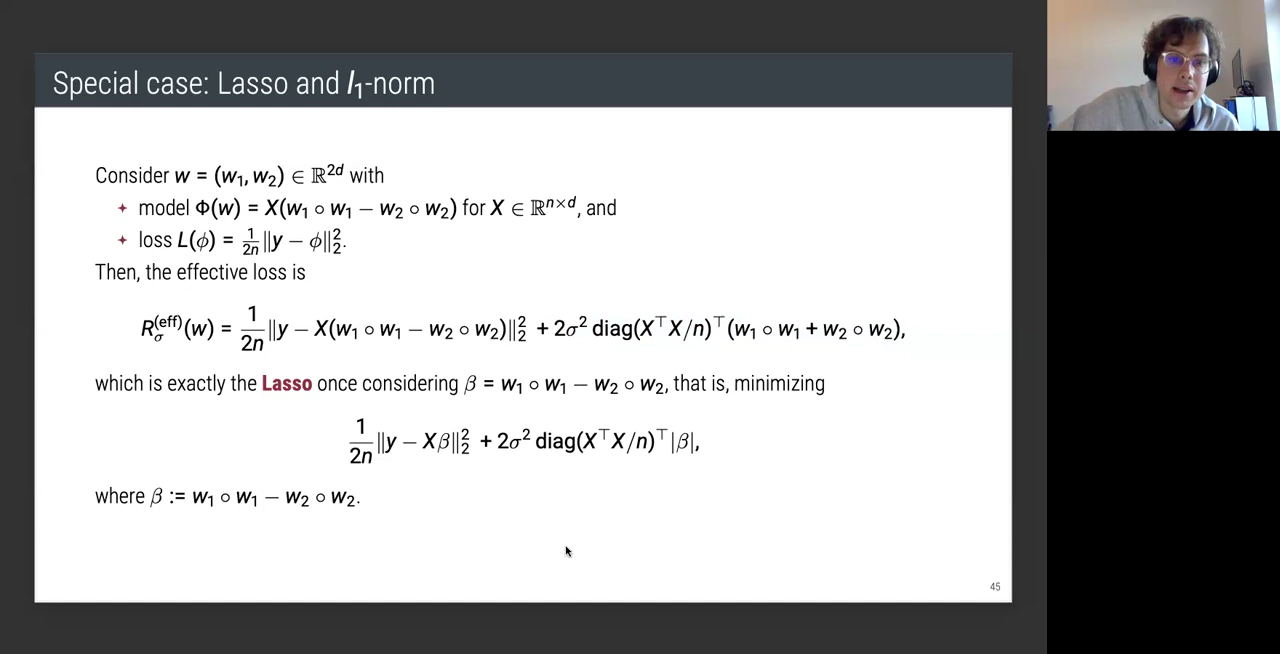 Special case: Lasso and l₁-norm
Consider w = (w₁, w₂) ∈ ℝ²ᵈ with
+ model Φ(w) = X(w₁ ∘ w₁ − w₂ ∘ w₂) for X ∈ ℝⁿˣᵈ, and
+ loss L(ϕ) = 1/2n ‖y − ϕ‖₂².
Then, the effective loss is
R_σ^(eff)(w) = 1/2n ‖y − X(w₁ ∘ w₁ − w₂ ∘ w₂)‖₂² + 2σ² diag(X^⊤X/n)^⊤(w₁ ∘ w₁ + w₂ ∘ w₂),
which is exactly the Lasso once considering β = w₁ ∘ w₁ − w₂ ∘ w₂, that is, minimizing
1/2n ‖y − Xβ‖₂² + 2σ² diag(X^⊤X/n)^⊤|β|,
where β := w₁ ∘ w₁ − w₂ ∘ w₂.
45